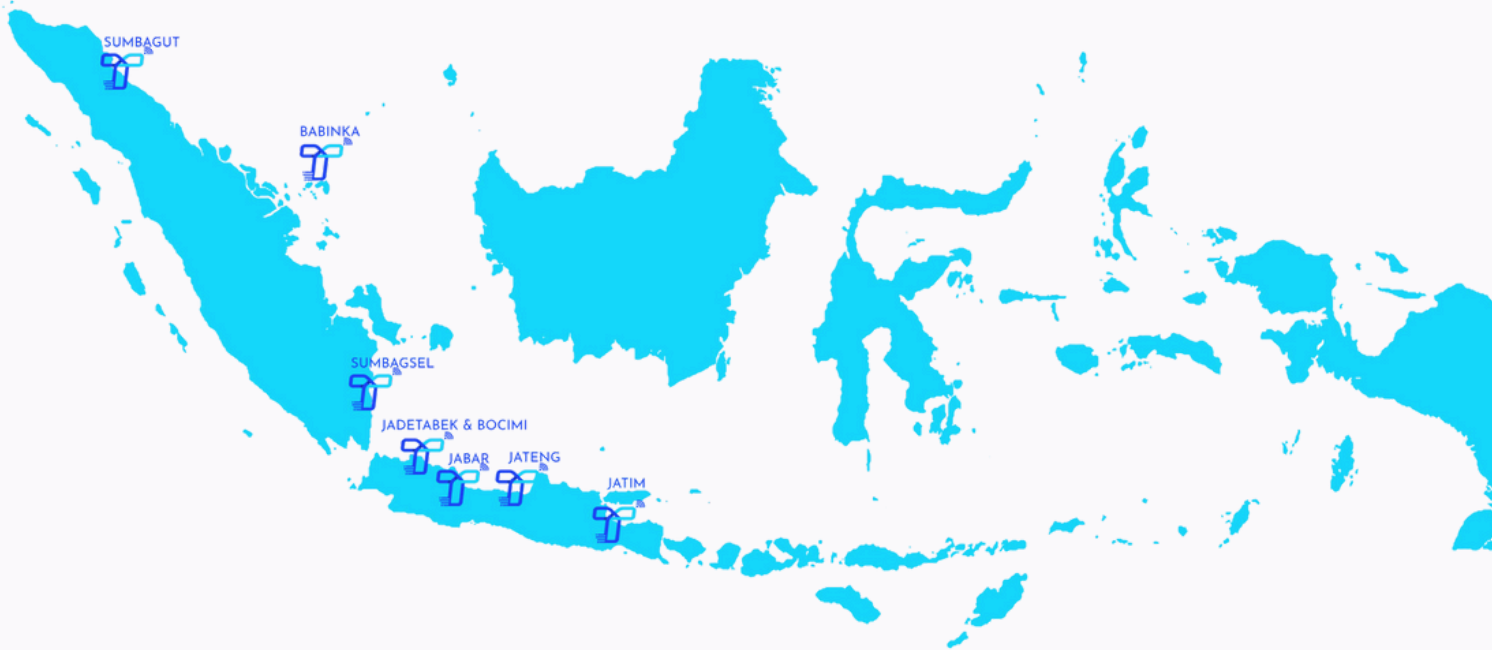 SUMBAGUT
BABINKA
SUMBAGSEL
JADETABEK & BOCIMI
JABAR
JATENG
JATIM